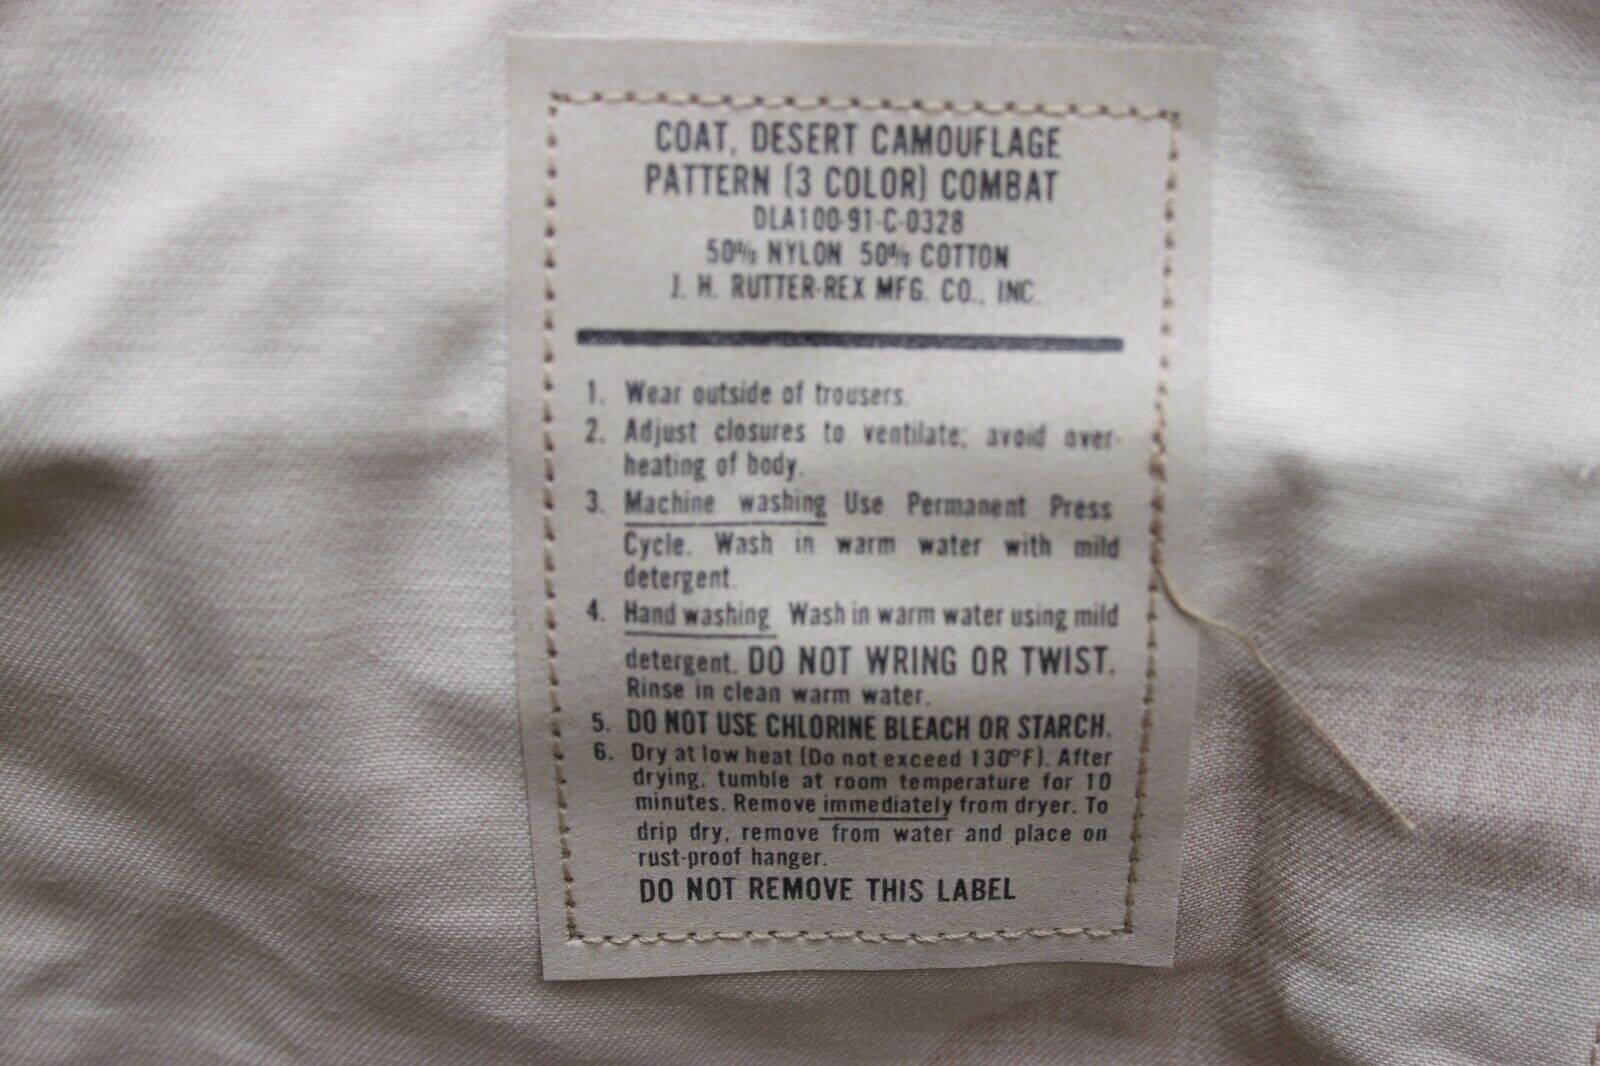 COAT, DESERT CAMOUFLAGE
PATTERN (3 COLOR) COMBAT
DLA100-91-C-0328
50% NYLON 50% COTTON
J. H. RUTTER-REX MFG. CO., INC.
1. Wear outside of trousers.
2. Adjust closures to ventilate; avoid over-
heating of body.
3. Machine washing Use Permanent Press
Cycle. Wash in warm water with mild
detergent.
4. Hand washing Wash in warm water using mild
detergent. DO NOT WRING OR TWIST.
Rinse in clean warm water.
5. DO NOT USE CHLORINE BLEACH OR STARCH.
6. Dry at low heat (Do not exceed 130°F). After
drying, tumble at room temperature for 10
minutes. Remove immediately from dryer. To
drip dry, remove from water and place on
rust-proof hanger.
DO NOT REMOVE THIS LABEL